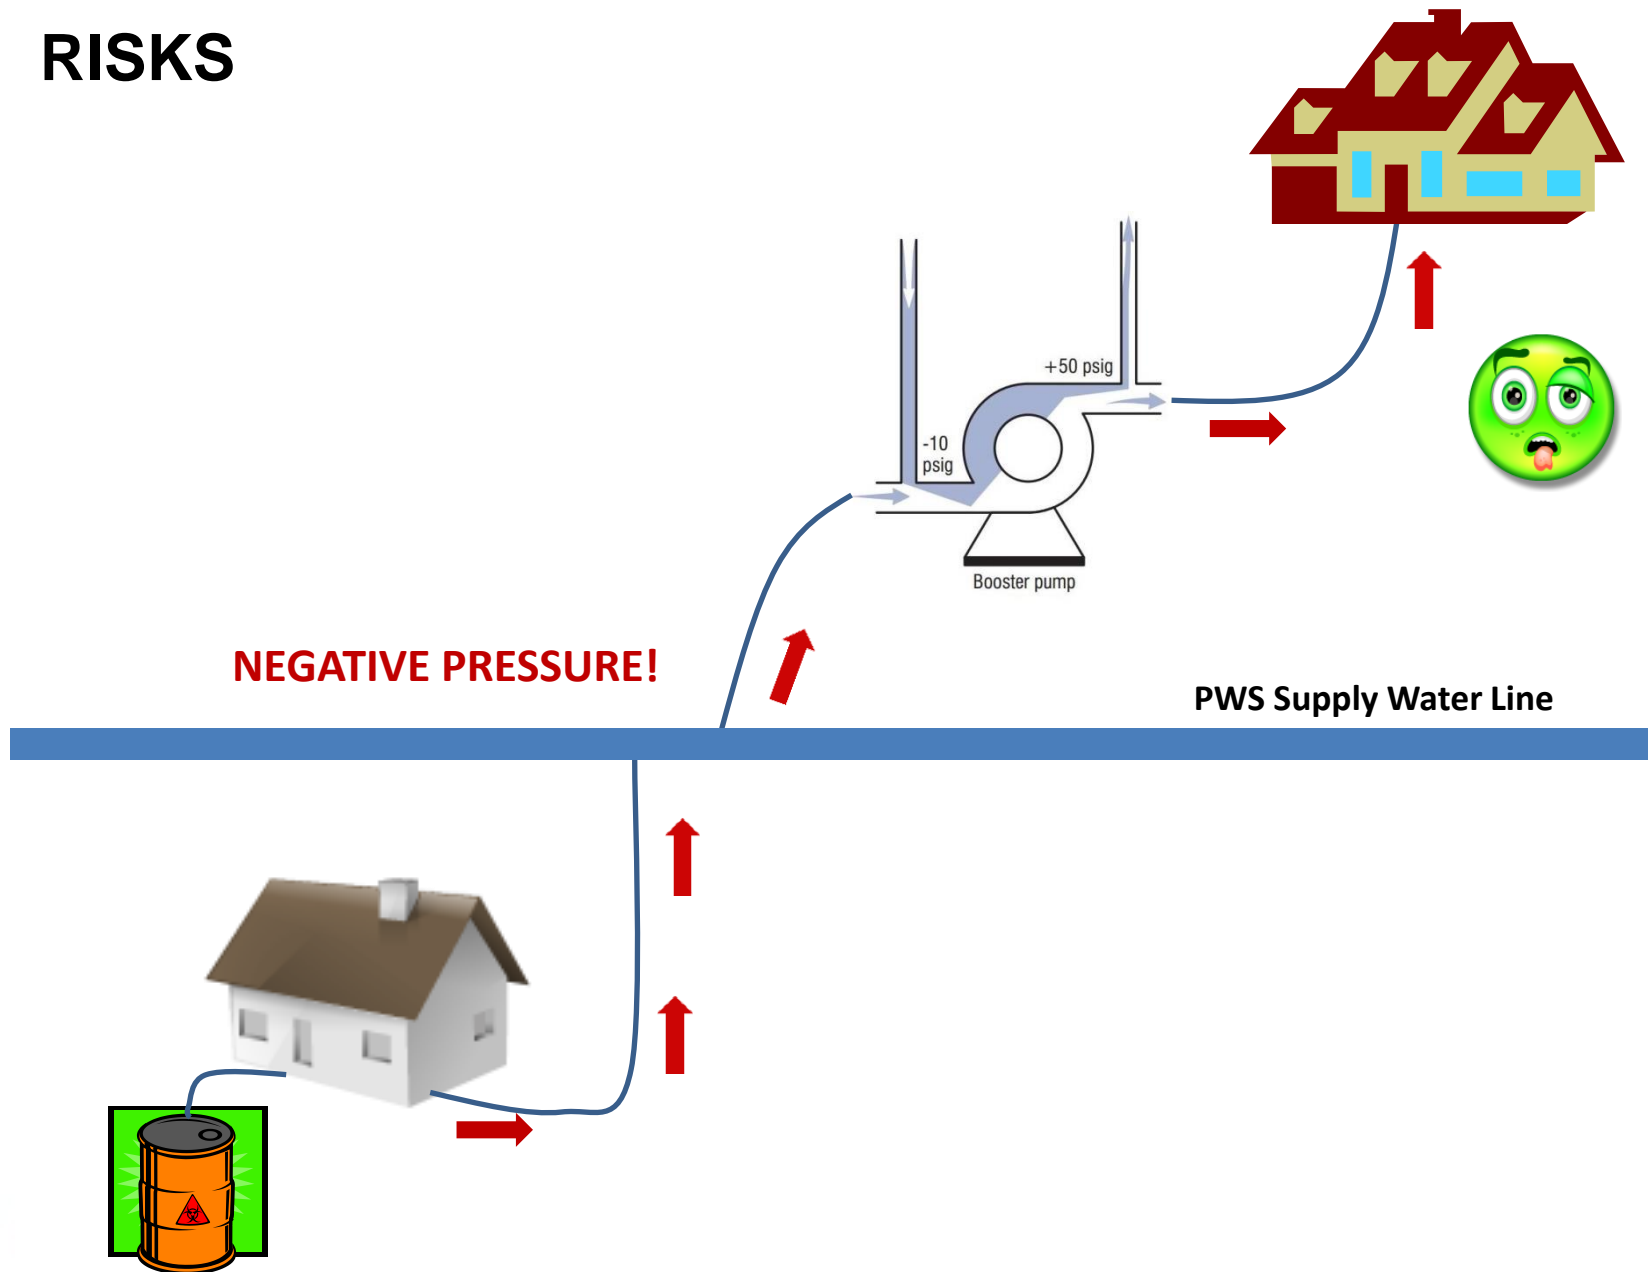 RISKS
+50 psig
-10
psig
Booster pump
NEGATIVE PRESSURE!
PWS Supply Water Line